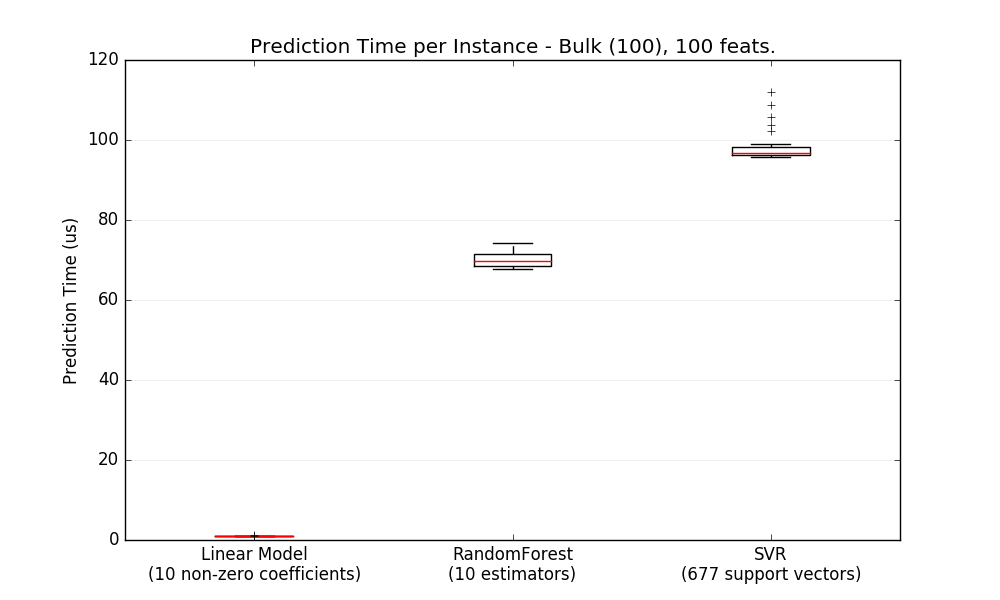 Prediction Time per Instance - Bulk (100), 100 feats.
120
100
80
60
40
20
0
Prediction Time (us)
Linear Model
(10 non-zero coefficients)
RandomForest
(10 estimators)
SVR
(677 support vectors)